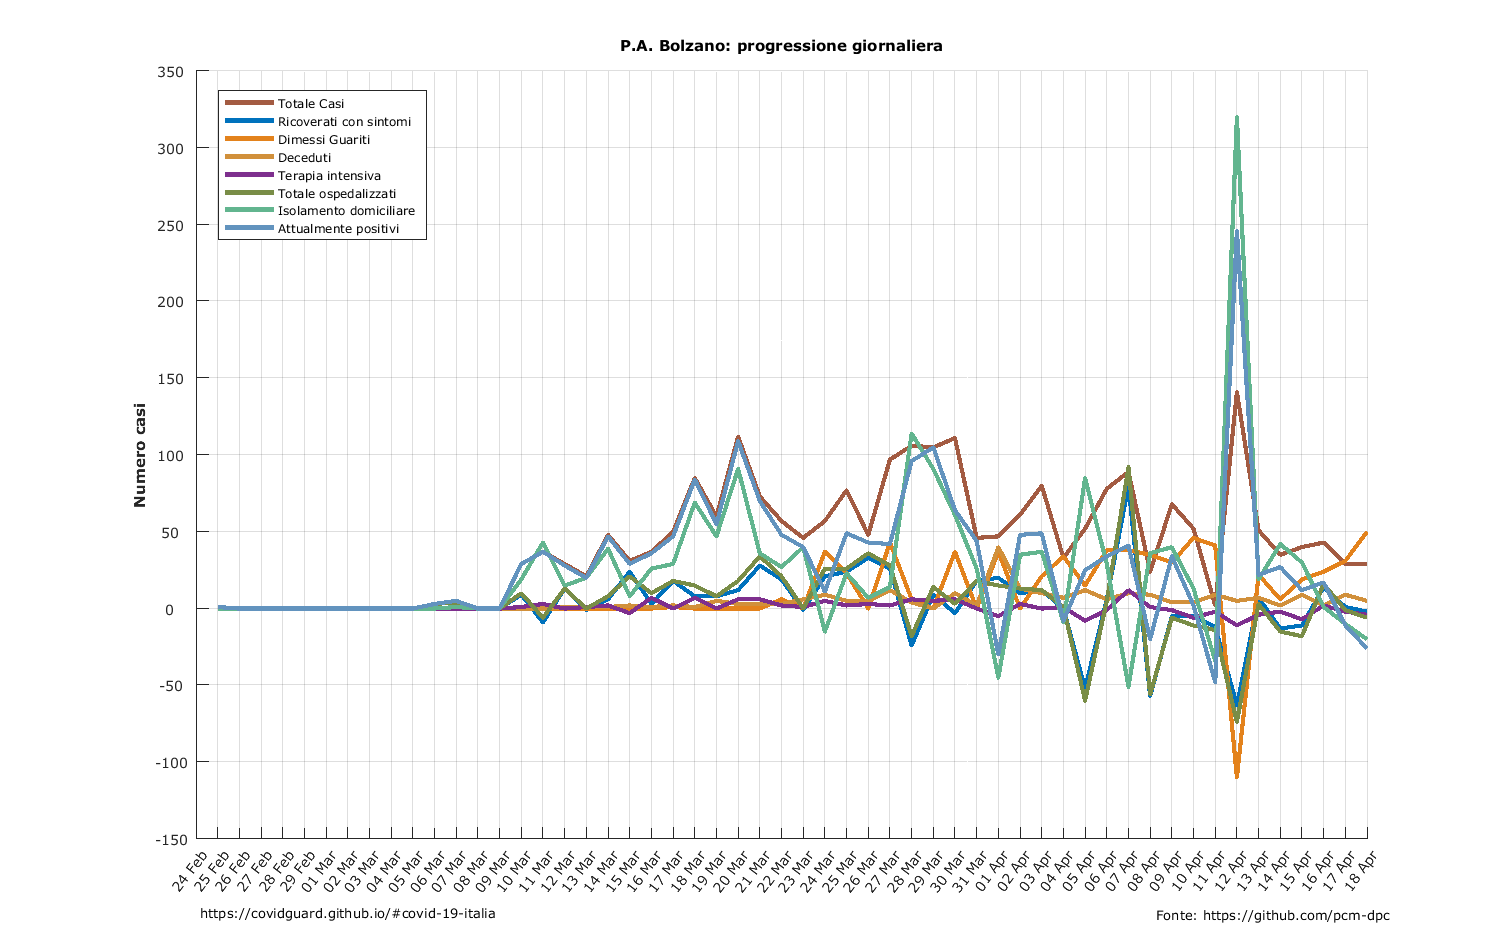 P.A. Bolzano: progressione giornaliera
350
300
250
200
150
100
50
0
-50
-100
-150
Numero casi
Totale Casi
Ricoverati con sintomi
Dimessi Guariti
Deceduti
Terapia intensiva
Totale ospedalizzati
Isolamento domiciliare
Attualmente positivi
24 Feb
25 Feb
26 Feb
27 Feb
28 Feb
29 Feb
01 Mar
02 Mar
03 Mar
04 Mar
05 Mar
06 Mar
07 Mar
08 Mar
09 Mar
10 Mar
11 Mar
12 Mar
13 Mar
14 Mar
15 Mar
16 Mar
17 Mar
18 Mar
19 Mar
20 Mar
21 Mar
22 Mar
23 Mar
24 Mar
25 Mar
26 Mar
27 Mar
28 Mar
29 Mar
30 Mar
31 Mar
01 Apr
02 Apr
03 Apr
04 Apr
05 Apr
06 Apr
07 Apr
08 Apr
09 Apr
10 Apr
11 Apr
12 Apr
13 Apr
14 Apr
15 Apr
16 Apr
17 Apr
18 Apr
https://covidguard.github.io/#covid-19-italia
Fonte: https://github.com/pcm-dpc